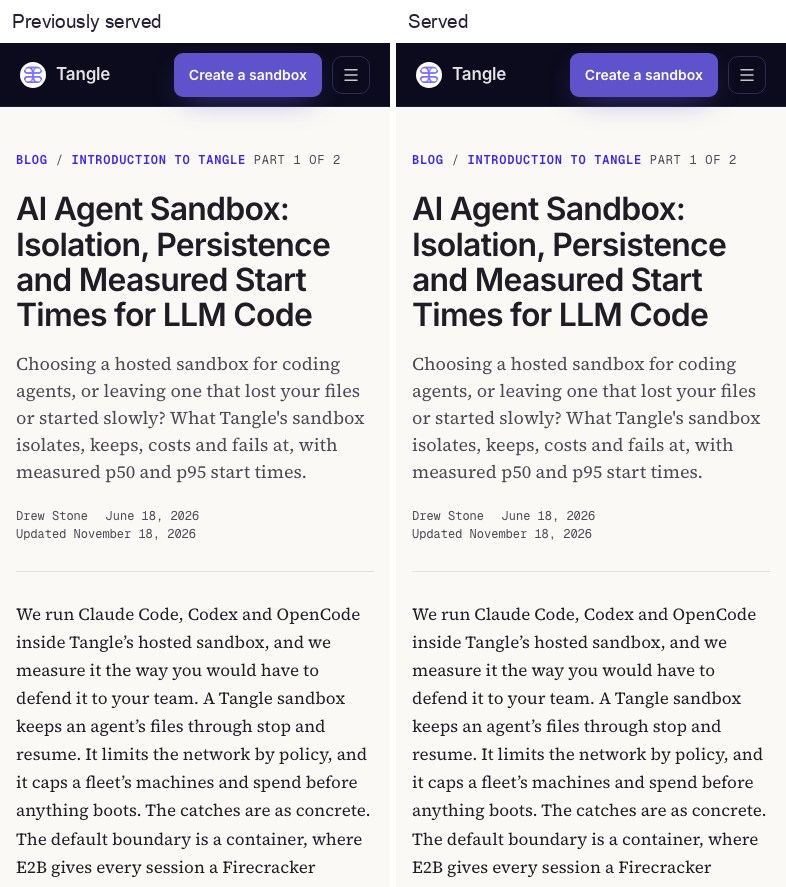 Previously served
Tangle
Create a sandbox
BLOG / INTRODUCTION TO TANGLE PART 1 OF 2
AI Agent Sandbox:
Isolation, Persistence
and Measured Start
Times for LLM Code
Choosing a hosted sandbox for coding
agents, or leaving one that lost your files
or started slowly? What Tangle's sandbox
isolates, keeps, costs and fails at, with
measured p50 and p95 start times.
Drew Stone June 18, 2026
Updated November 18, 2026
We run Claude Code, Codex and OpenCode
inside Tangle’s hosted sandbox, and we
measure it the way you would have to
defend it to your team. A Tangle sandbox
keeps an agent’s files through stop and
resume. It limits the network by policy, and
it caps a fleet’s machines and spend before
anything boots. The catches are as concrete.
The default boundary is a container, where
E2B gives every session a Firecracker
Served
Tangle
Create a sandbox
BLOG / INTRODUCTION TO TANGLE PART 1 OF 2
AI Agent Sandbox:
Isolation, Persistence
and Measured Start
Times for LLM Code
Choosing a hosted sandbox for coding
agents, or leaving one that lost your files
or started slowly? What Tangle's sandbox
isolates, keeps, costs and fails at, with
measured p50 and p95 start times.
Drew Stone June 18, 2026
Updated November 18, 2026
We run Claude Code, Codex and OpenCode
inside Tangle’s hosted sandbox, and we
measure it the way you would have to
defend it to your team. A Tangle sandbox
keeps an agent’s files through stop and
resume. It limits the network by policy, and
it caps a fleet’s machines and spend before
anything boots. The catches are as concrete.
The default boundary is a container, where
E2B gives every session a Firecracker